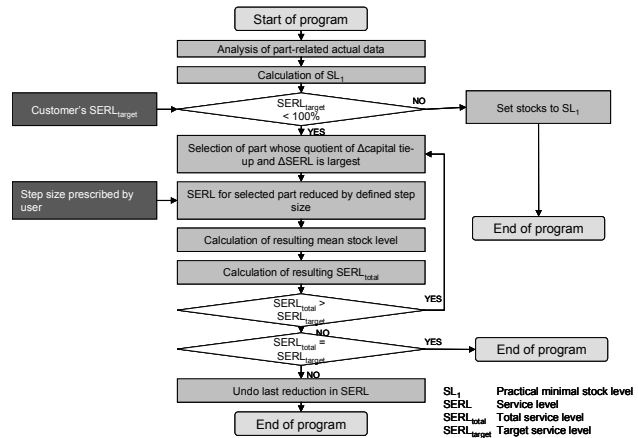 Start of program
Analysis of part-related actual data
Calculation of SL1
Customer's SERLtarget
SERLtarget
< 100%
NO
Set stocks to SL1
YES
Selection of part whose quotient of Δcapital tie-
up and ΔSERL is largest
Step size prescribed by
user
SERL for selected part reduced by defined step
size
End of program
Calculation of resulting mean stock level
Calculation of resulting SERLtotal
SERLtotal >
SERLtarget
YES
NO
SERLtotal =
SERLtarget
YES
End of program
NO
Undo last reduction in SERL
End of program
SL1 Practical minimal stock level
SERL Service level
SERLtotal Total service level
SERLtarget Target service level